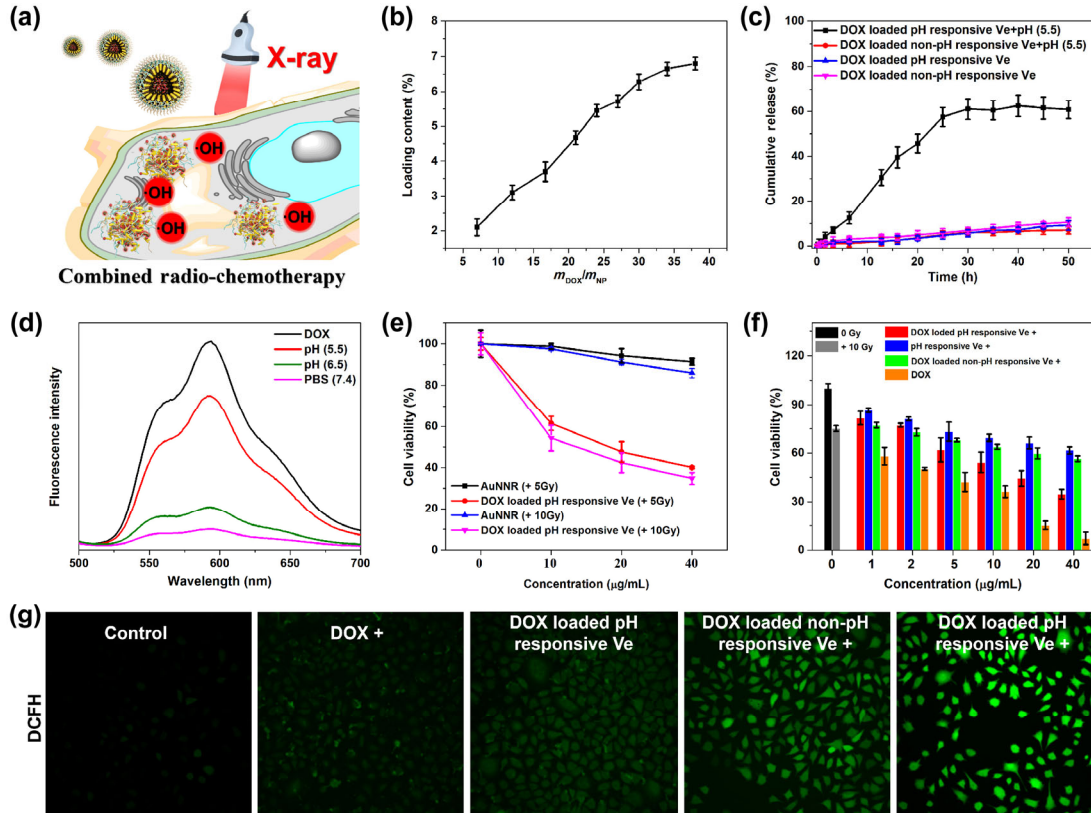 (a)
X-ray
·OH
·OH
·OH
·OH
Combined radio-chemotherapy
(b)
Loading content (%)
8
7
6
5
4
3
2
5 10 15 20 25 30 35 40
mDOX/mNP
(c)
Cumulative release (%)
100
80
60
40
20
0
DOX loaded pH responsive Ve+pH (5.5)
DOX loaded non-pH responsive Ve+pH (5.5)
DOX loaded pH responsive Ve
DOX loaded non-pH responsive Ve
0 10 20 30 40 50
Time (h)
(d)
Fluorescence intensity
DOX
pH (5.5)
pH (6.5)
PBS (7.4)
500 550 600 650 700
Wavelength (nm)
(e)
Cell viability (%)
100
80
60
40
20
0
AuNNR (+ 5Gy)
DOX loaded pH responsive Ve (+ 5Gy)
AuNNR (+ 10Gy)
DOX loaded pH responsive Ve (+ 10Gy)
0 10 20 40
Concentration (μg/mL)
(f)
Cell viability (%)
120
90
60
30
0
0 Gy
+ 10 Gy
DOX loded pH responsive Ve +
pH responsive Ve +
DOX loaded non-pH responsive Ve +
DOX
0 1 2 5 10 20 40
Concentration (μg/mL)
(g)
DCFH
Control
DOX +
DOX loaded pH
responsive Ve
DOX loaded non-pH
responsive Ve +
DOX loaded pH
responsive Ve +